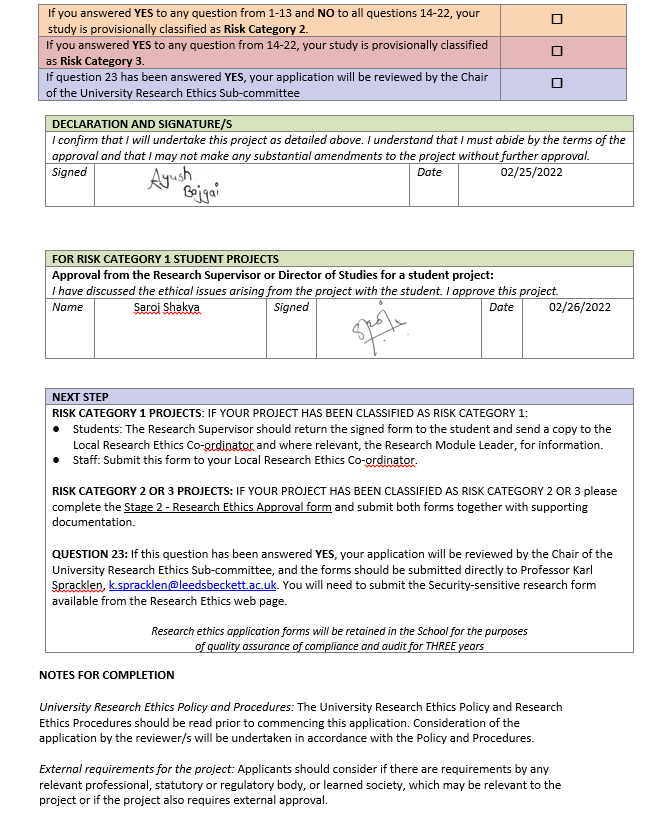 If you answered YES to any question from 1-13 and NO to all questions 14-22, your
study is provisionally classified as Risk Category 2.
☐
If you answered YES to any question from 14-22, your study is provisionally classified
as Risk Category 3.
☐
If question 23 has been answered YES, your application will be reviewed by the Chair
of the University Research Ethics Sub-committee
☐
DECLARATION AND SIGNATURE/S
I confirm that I will undertake this project as detailed above. I understand that I must abide by the terms of the
approval and that I may not make any substantial amendments to the project without further approval.
Signed
Ayush
Bajgai
Date
02/25/2022
FOR RISK CATEGORY 1 STUDENT PROJECTS
Approval from the Research Supervisor or Director of Studies for a student project:
I have discussed the ethical issues arising from the project with the student. I approve this project.
Name
Saroj Shakya
Signed
Date
02/26/2022
NEXT STEP
RISK CATEGORY 1 PROJECTS: IF YOUR PROJECT HAS BEEN CLASSIFIED AS RISK CATEGORY 1:
● Students: The Research Supervisor should return the signed form to the student and send a copy to the
Local Research Ethics Co-ordinator and where relevant, the Research Module Leader, for information.
● Staff: Submit this form to your Local Research Ethics Co-ordinator.
RISK CATEGORY 2 OR 3 PROJECTS: IF YOUR PROJECT HAS BEEN CLASSIFIED AS RISK CATEGORY 2 OR 3 please
complete the Stage 2 - Research Ethics Approval form and submit both forms together with supporting
documentation.
QUESTION 23: If this question has been answered YES, your application will be reviewed by the Chair of the
University Research Ethics Sub-committee, and the forms should be submitted directly to Professor Karl
Spracklen, k.spracklen@leedsbeckett.ac.uk. You will need to submit the Security-sensitive research form
available from the Research Ethics web page.
Research ethics application forms will be retained in the School for the purposes
of quality assurance of compliance and audit for THREE years
NOTES FOR COMPLETION
University Research Ethics Policy and Procedures: The University Research Ethics Policy and Research
Ethics Procedures should be read prior to commencing this application. Consideration of the
application by the reviewer/s will be undertaken in accordance with the Policy and Procedures.
External requirements for the project: Applicants should consider if there are requirements by any
relevant professional, statutory or regulatory body, or learned society, which may be relevant to the
project or if the project also requires external approval.